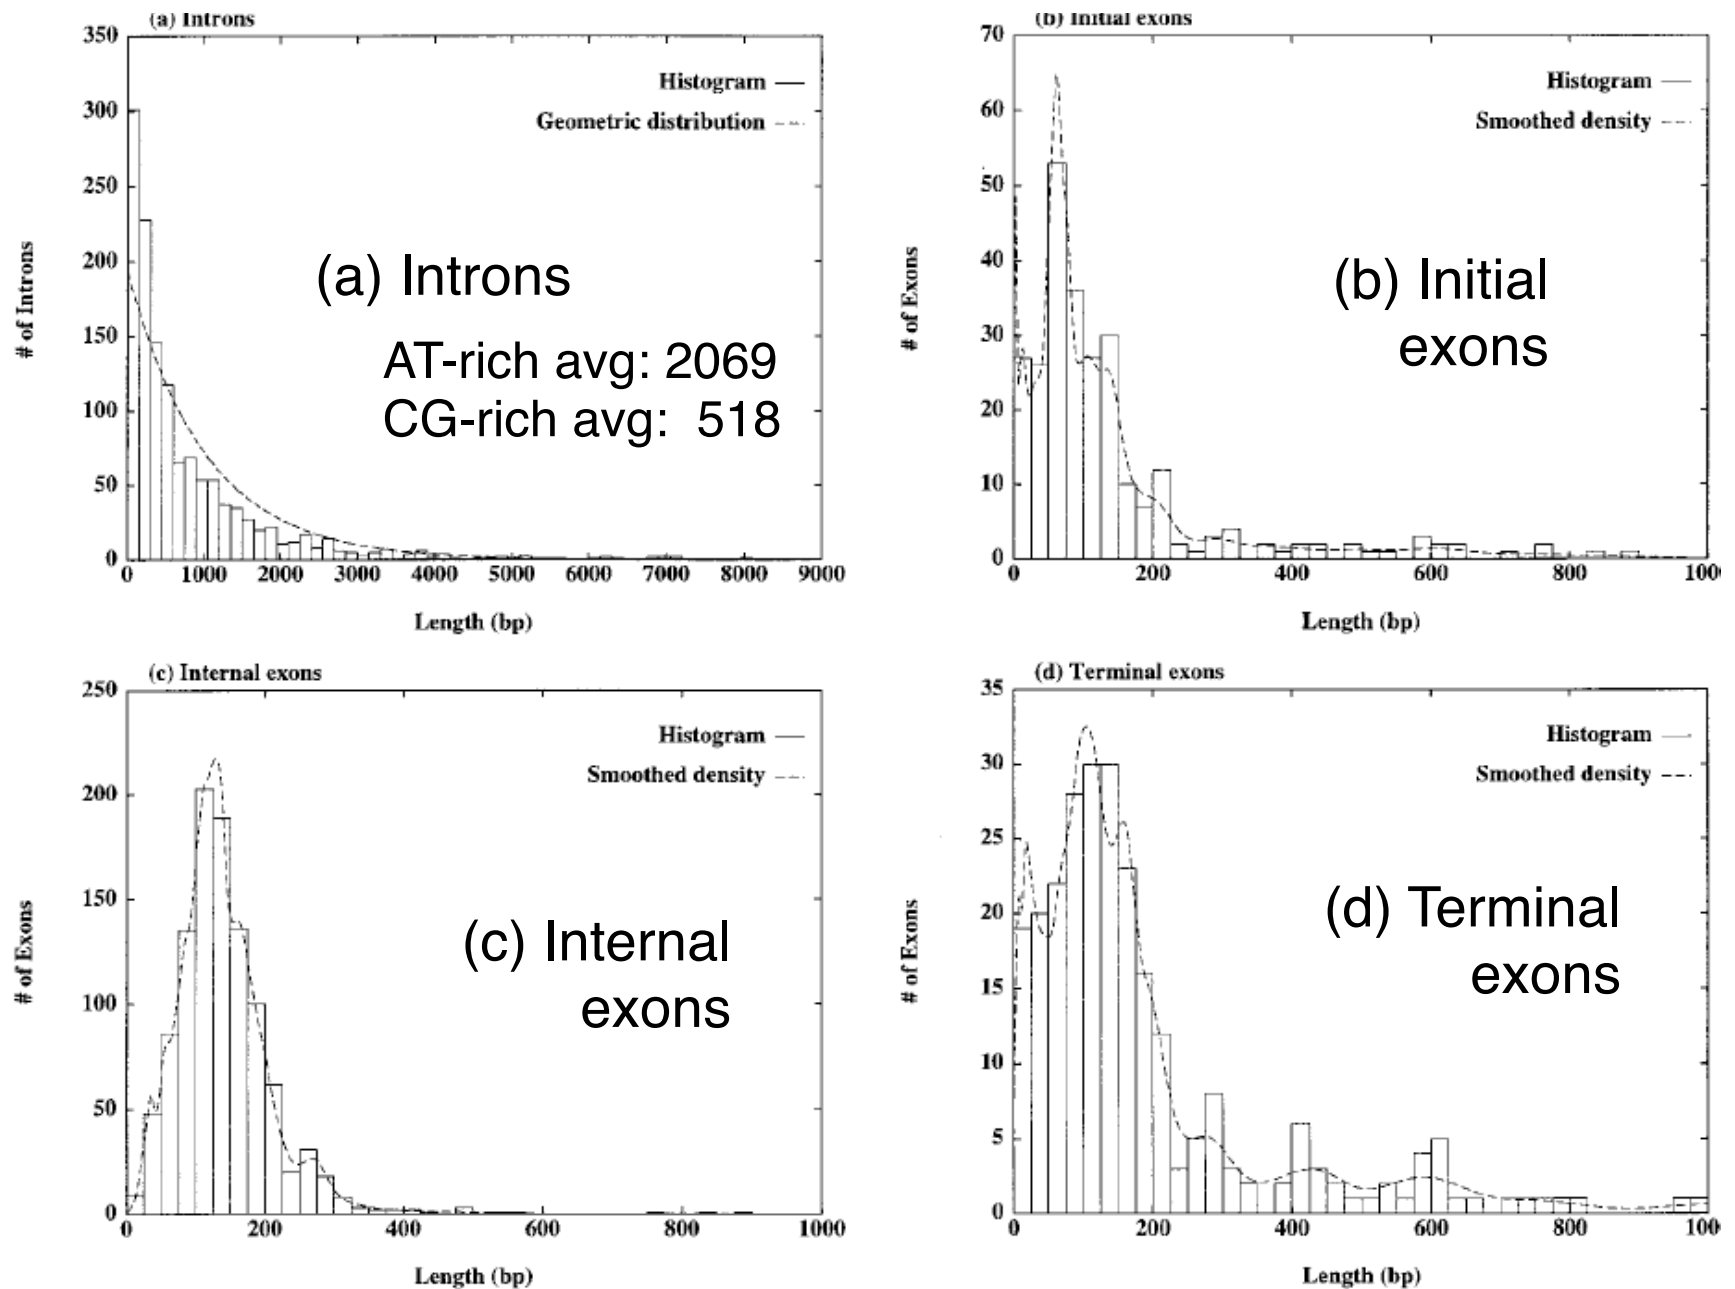 (a) Introns
350
300
250
200
150
100
50
0
# of Introns
Histogram
Geometric distribution
(a) Introns
AT-rich avg: 2069
CG-rich avg: 518
0 1000 2000 3000 4000 5000 6000 7000 8000 9000
Length (bp)
(b) Initial exons
70
60
50
40
30
20
10
0
# of Exons
Histogram
Smoothed density
(b) Initial
exons
0 200 400 600 800 100
Length (bp)
(c) Internal exons
250
200
150
100
50
0
# of Exons
Histogram
Smoothed density
(c) Internal
exons
0 200 400 600 800 1000
Length (bp)
(d) Terminal exons
35
30
25
20
15
10
5
0
# of Exons
Histogram
Smoothed density
(d) Terminal
exons
0 200 400 600 800 100
Length (bp)